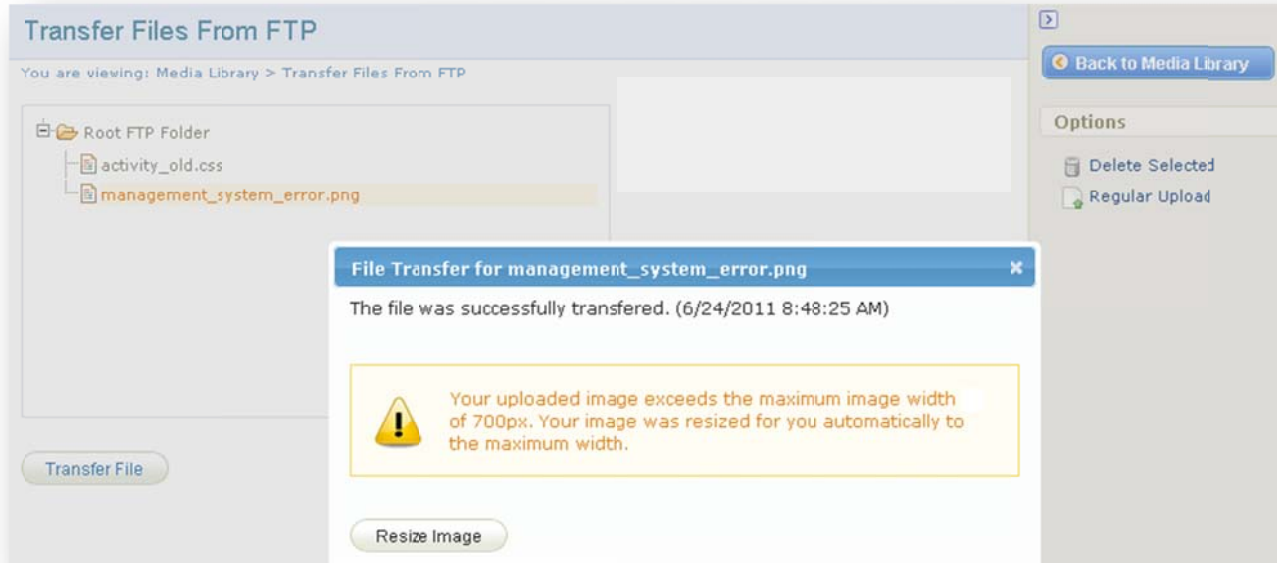 Transfer Files From FTP
You are viewing: Media Library > Transfer Files From FTP
Root FTP Folder
activity_old.css
management_system_error.png
Transfer File
Back to Media Library
Options
Delete Selected
Regular Upload
File Transfer for management_system_error.png
The file was successfully transfered. (6/24/2011 8:48:25 AM)
Your uploaded image exceeds the maximum image width
of 700px. Your image was resized for you automatically to
the maximum width.
Resize Image